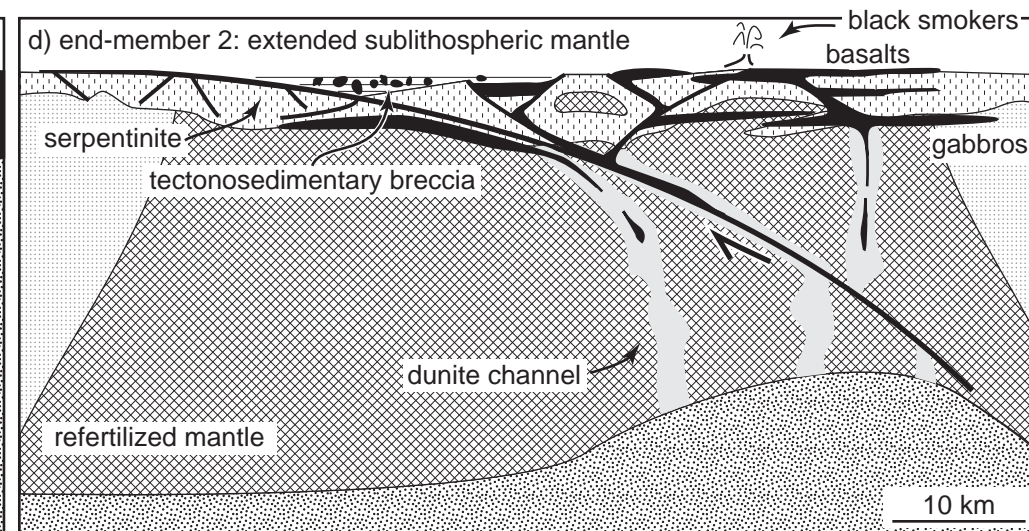 d) end-member 2: extended sublithospheric mantle
black smokers
basalts
serpentinite
gabbros
tectonosedimentary breccia
dunite channel
refertilized mantle
10 km